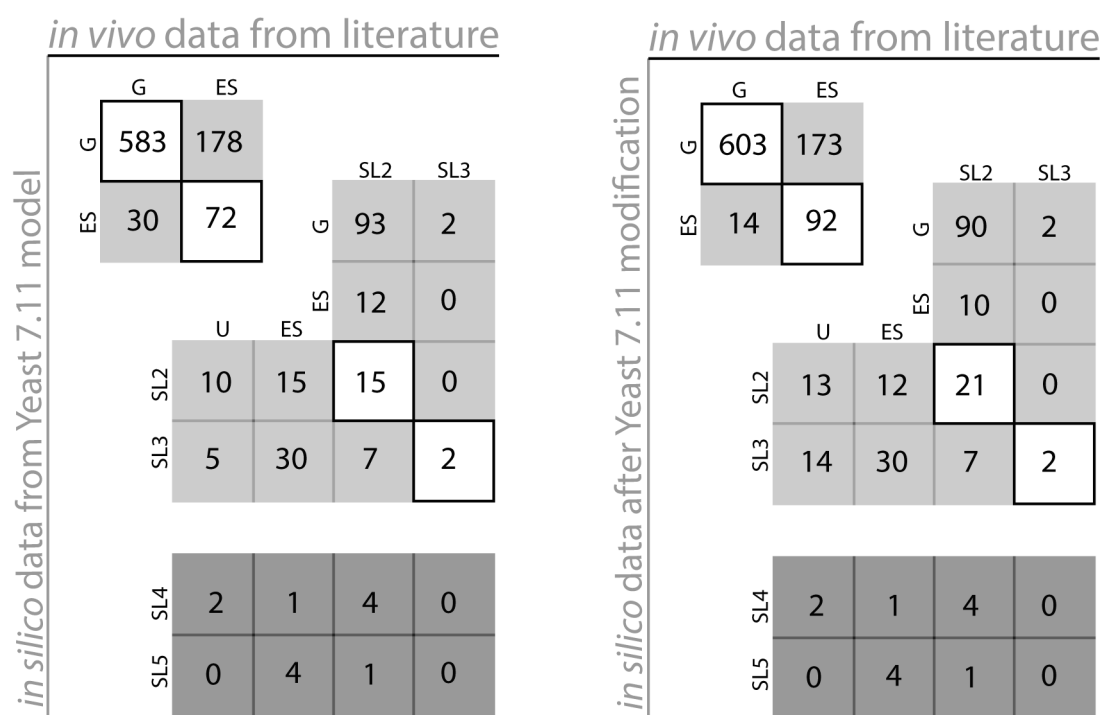 in vivo data from literature
in silico data from Yeast 7.11 model
G ES
G 583 178
ES 30 72
SL2 SL3
G 93 2
ES 12 0
U ES
SL2 10 15 15 0
SL3 5 30 7 2
SL4 2 1 4 0
SL5 0 4 1 0
in vivo data from literature
in silico data after Yeast 7.11 modification
G ES
G 603 173
ES 14 92
SL2 SL3
G 90 2
ES 10 0
U ES
SL2 13 12 21 0
SL3 14 30 7 2
SL4 2 1 4 0
SL5 0 4 1 0